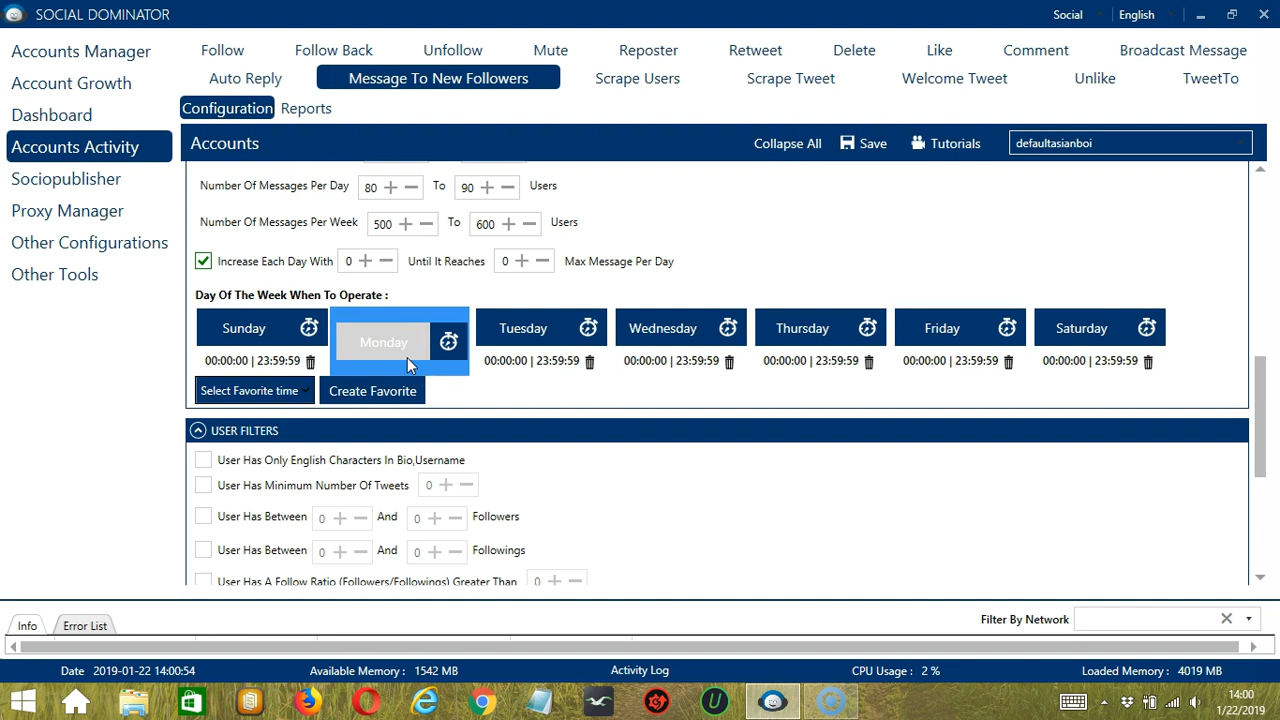 SOCIAL DOMINATOR
Social English
Accounts Manager
Account Growth
Dashboard
Accounts Activity
Sociopublisher
Proxy Manager
Other Configurations
Other Tools
Follow Follow Back Unfollow Mute Reposter Retweet Delete Like Comment Broadcast Message
Auto Reply Message To New Followers Scrape Users Scrape Tweet Welcome Tweet Unlike TweetTo
Configuration Reports
Accounts Collapse All Save Tutorials defaultasianboi
Number Of Messages Per Day 80 + − To 90 + − Users
Number Of Messages Per Week 500 + − To 600 + − Users
Increase Each Day With 0 + − Until It Reaches 0 + − Max Message Per Day
Day Of The Week When To Operate :
Sunday Monday Tuesday Wednesday Thursday Friday Saturday
00:00:00 | 23:59:59 00:00:00 | 23:59:59 00:00:00 | 23:59:59 00:00:00 | 23:59:59 00:00:00 | 23:59:59 00:00:00 | 23:59:59
Select Favorite time Create Favorite
USER FILTERS
User Has Only English Characters In Bio,Username
User Has Minimum Number Of Tweets 0 + −
User Has Between 0 + − And 0 + − Followers
User Has Between 0 + − And 0 + − Followings
User Has A Follow Ratio (Followers/Followings) Greater Than 0 + −
Info Error List Filter By Network
Date 2019-01-22 14:00:54 Available Memory : 1542 MB Activity Log CPU Usage : 2 % Loaded Memory : 4019 MB
14:00
1/22/2019